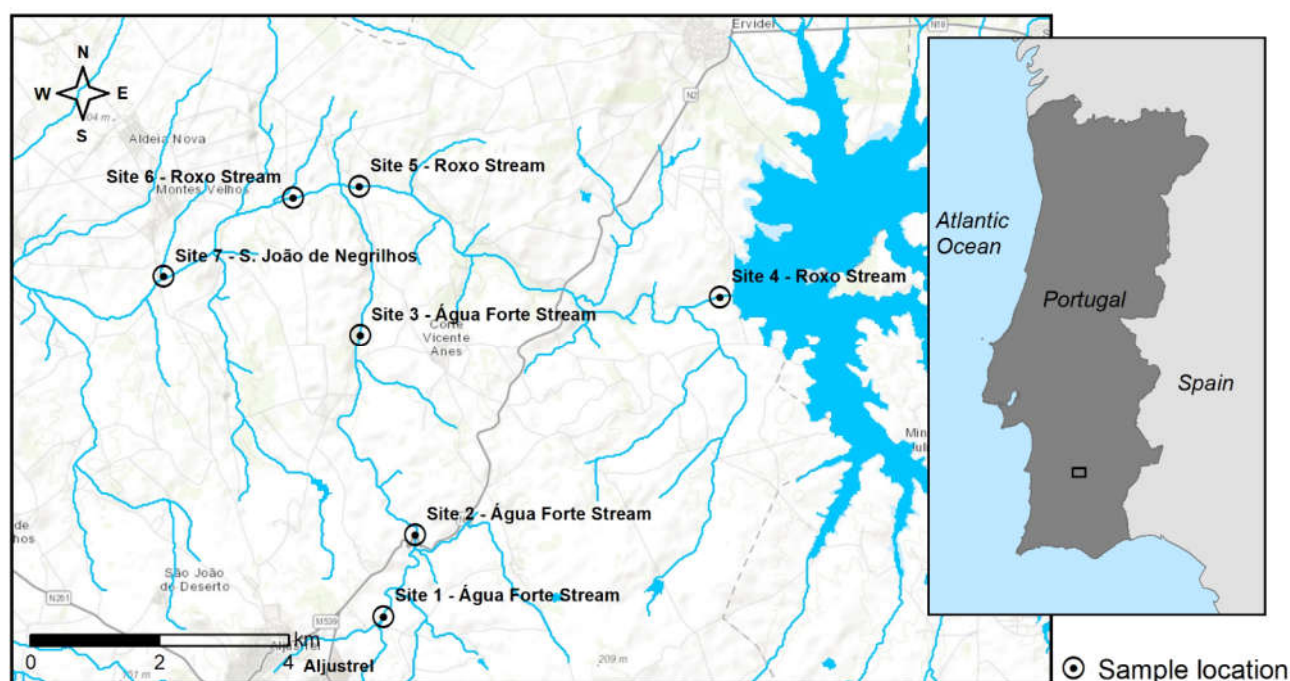 Ervidel
N18
N
W E
S
104 m
N2
Aldeia Nova
Site 5 - Roxo Stream
Site 6 - Roxo Stream
Montes Velhos
Site 7 - S. João de Negrilhos
Site 4 - Roxo Stream
Site 3 - Água Forte Stream
Corte
Vicente
Anes
Site 2 - Água Forte Stream
São João
do Deserto
N261
Site 1 - Água Forte Stream
M539
km
0 2 4
Aljustrel
Aljustrel
209 m
Atlantic
Ocean
Portugal
Spain
Sample location